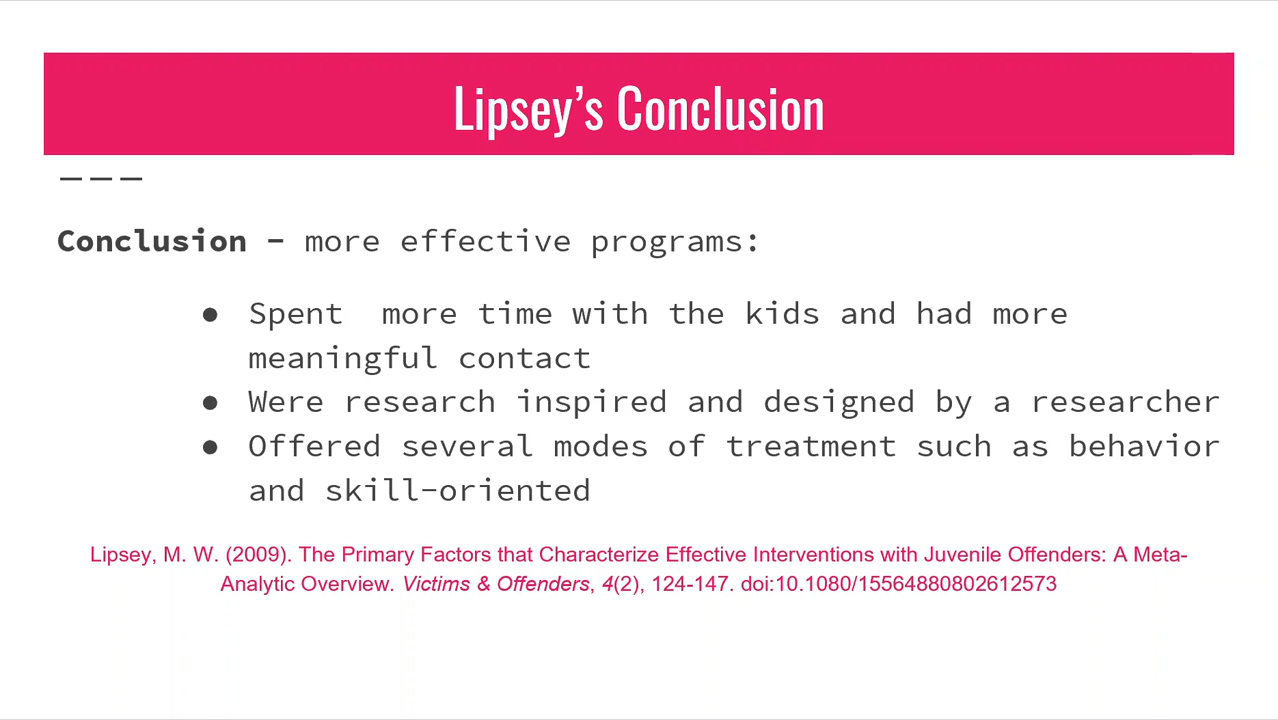 Lipsey’s Conclusion
Conclusion - more effective programs:
● Spent  more time with the kids and had more
meaningful contact
● Were research inspired and designed by a researcher
● Offered several modes of treatment such as behavior
and skill-oriented
Lipsey, M. W. (2009). The Primary Factors that Characterize Effective Interventions with Juvenile Offenders: A Meta-
Analytic Overview. Victims & Offenders, 4(2), 124-147. doi:10.1080/15564880802612573